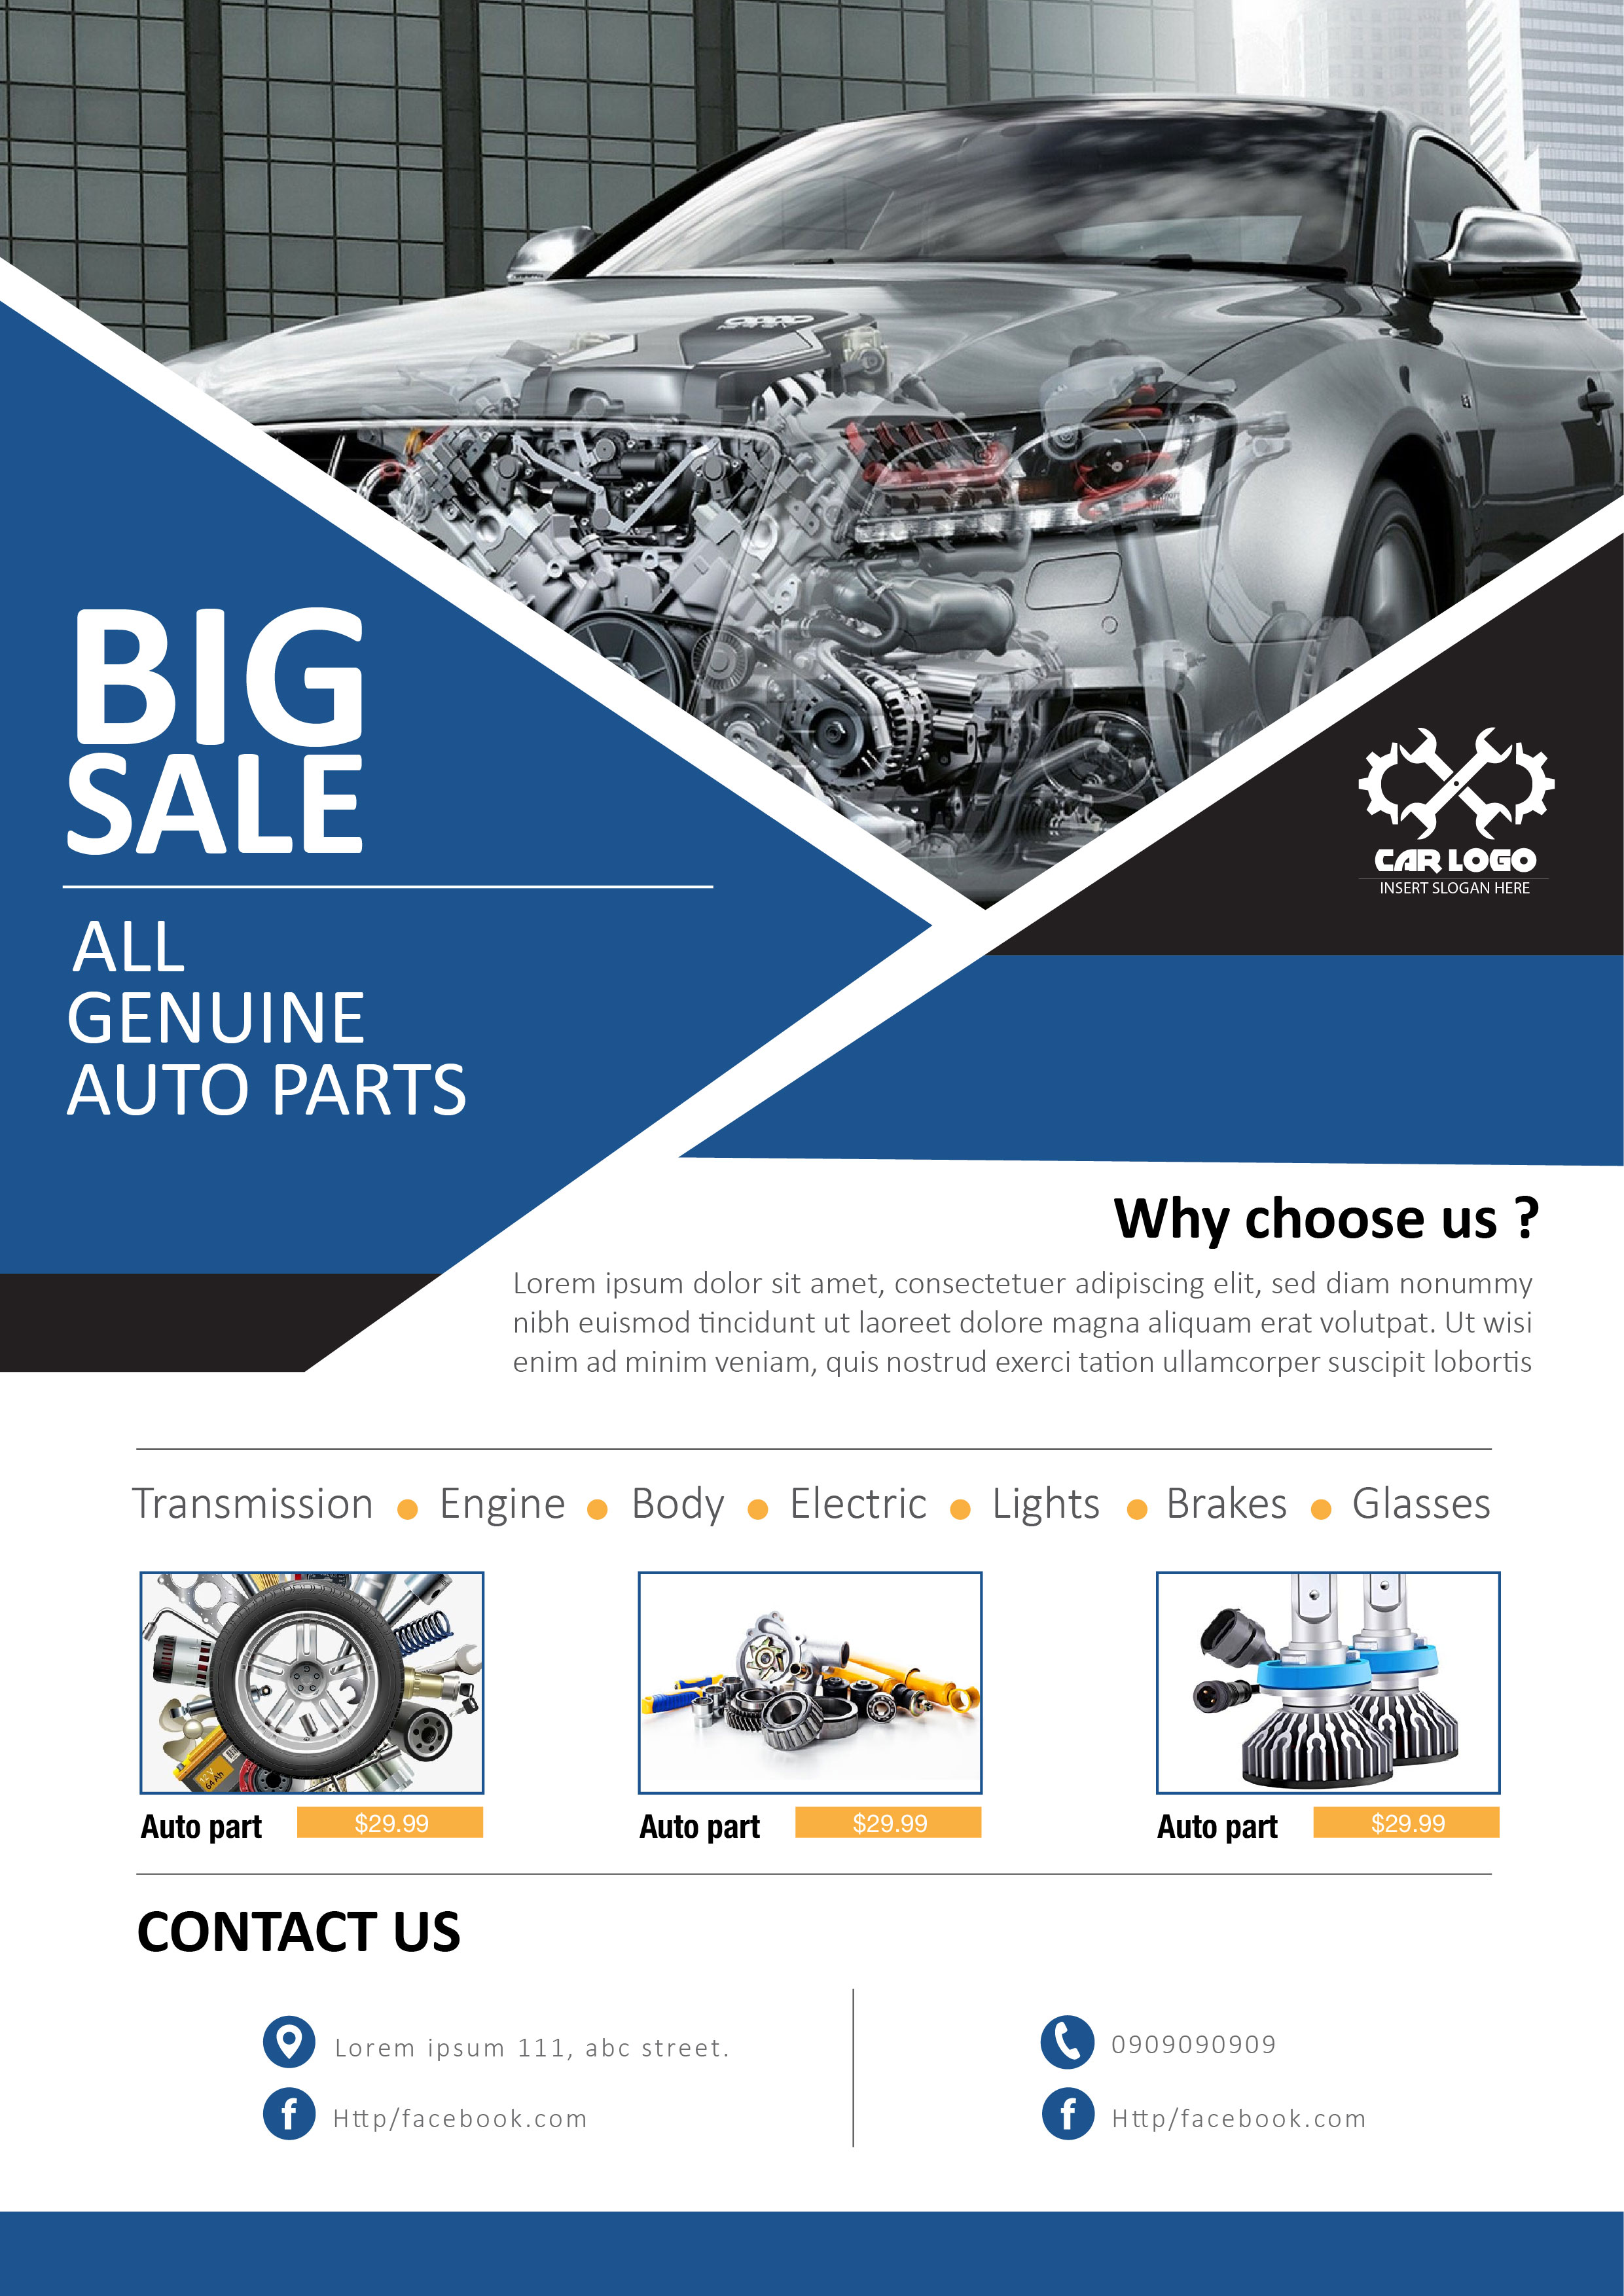 BIG
SALE
ALL
GENUINE
AUTO PARTS
CAR LOGO
INSERT SLOGAN HERE
Why choose us ?
Lorem ipsum dolor sit amet, consectetuer adipiscing elit, sed diam nonummy
nibh euismod tincidunt ut laoreet dolore magna aliquam erat volutpat. Ut wisi
enim ad minim veniam, quis nostrud exerci tation ullamcorper suscipit lobortis
Transmission ● Engine ● Body ● Electric ● Lights ● Brakes ● Glasses
12 V
64 Ah
Auto part $29.99
Auto part $29.99
Auto part $29.99
CONTACT US
Lorem ipsum 111, abc street.
0909090909
Http/facebook.com
Http/facebook.com